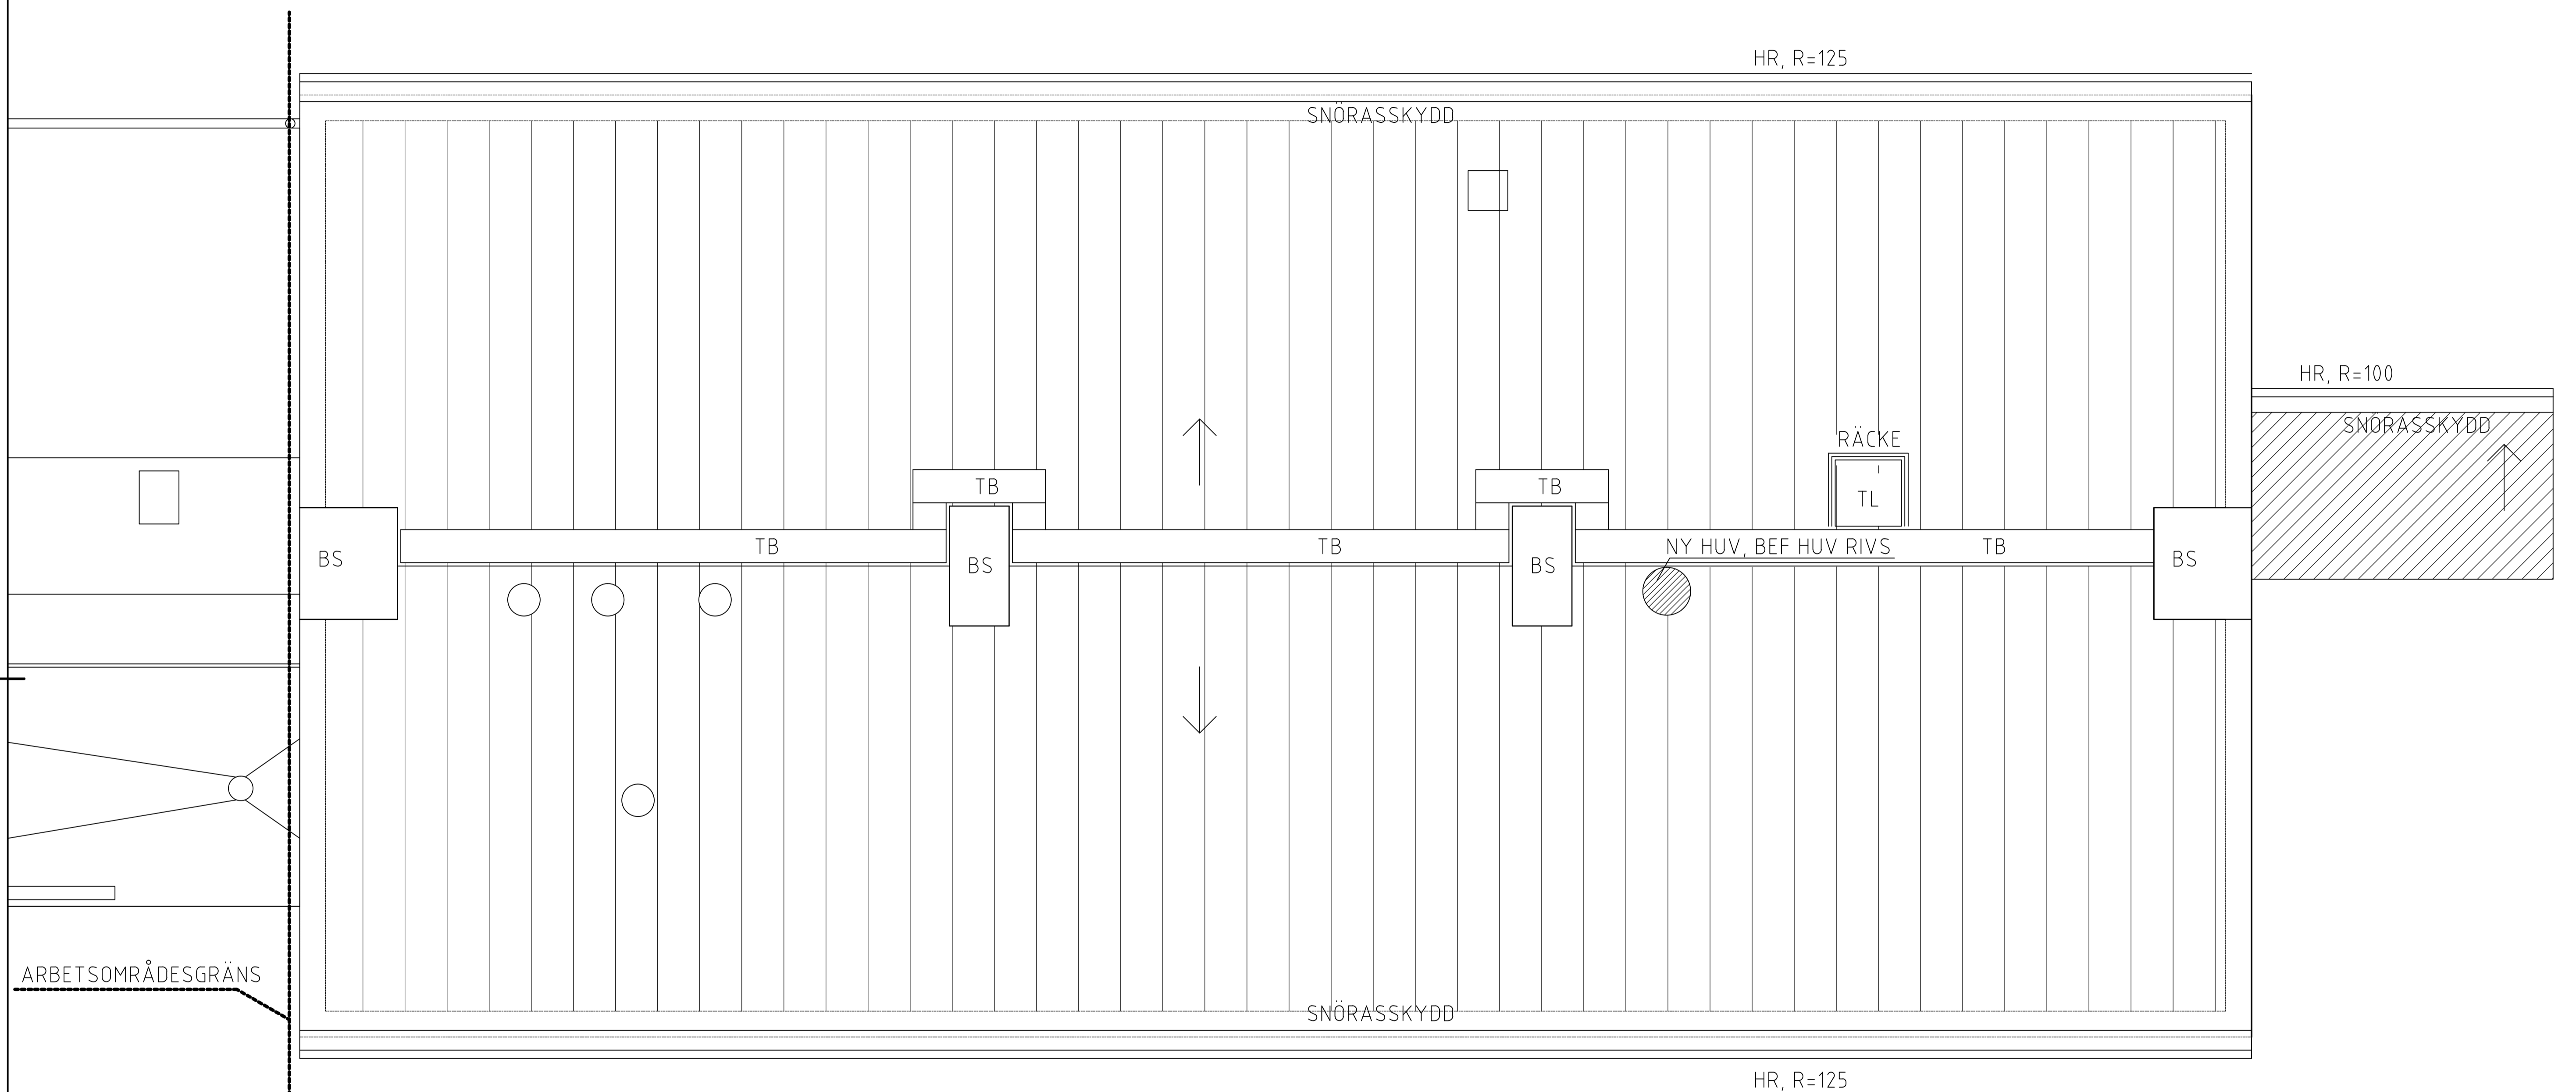 HR, R=125
SNÖRASSKYDD
HR, R=100
SNÖRASSKYDD
RÄCKE
TB
TB
TL
BS
TB
BS
TB
BS
NY HUV, BEF HUV RIVS
TB
BS
ARBETSOMRÅDESGRÄNS
SNÖRASSKYDD
HR, R=125